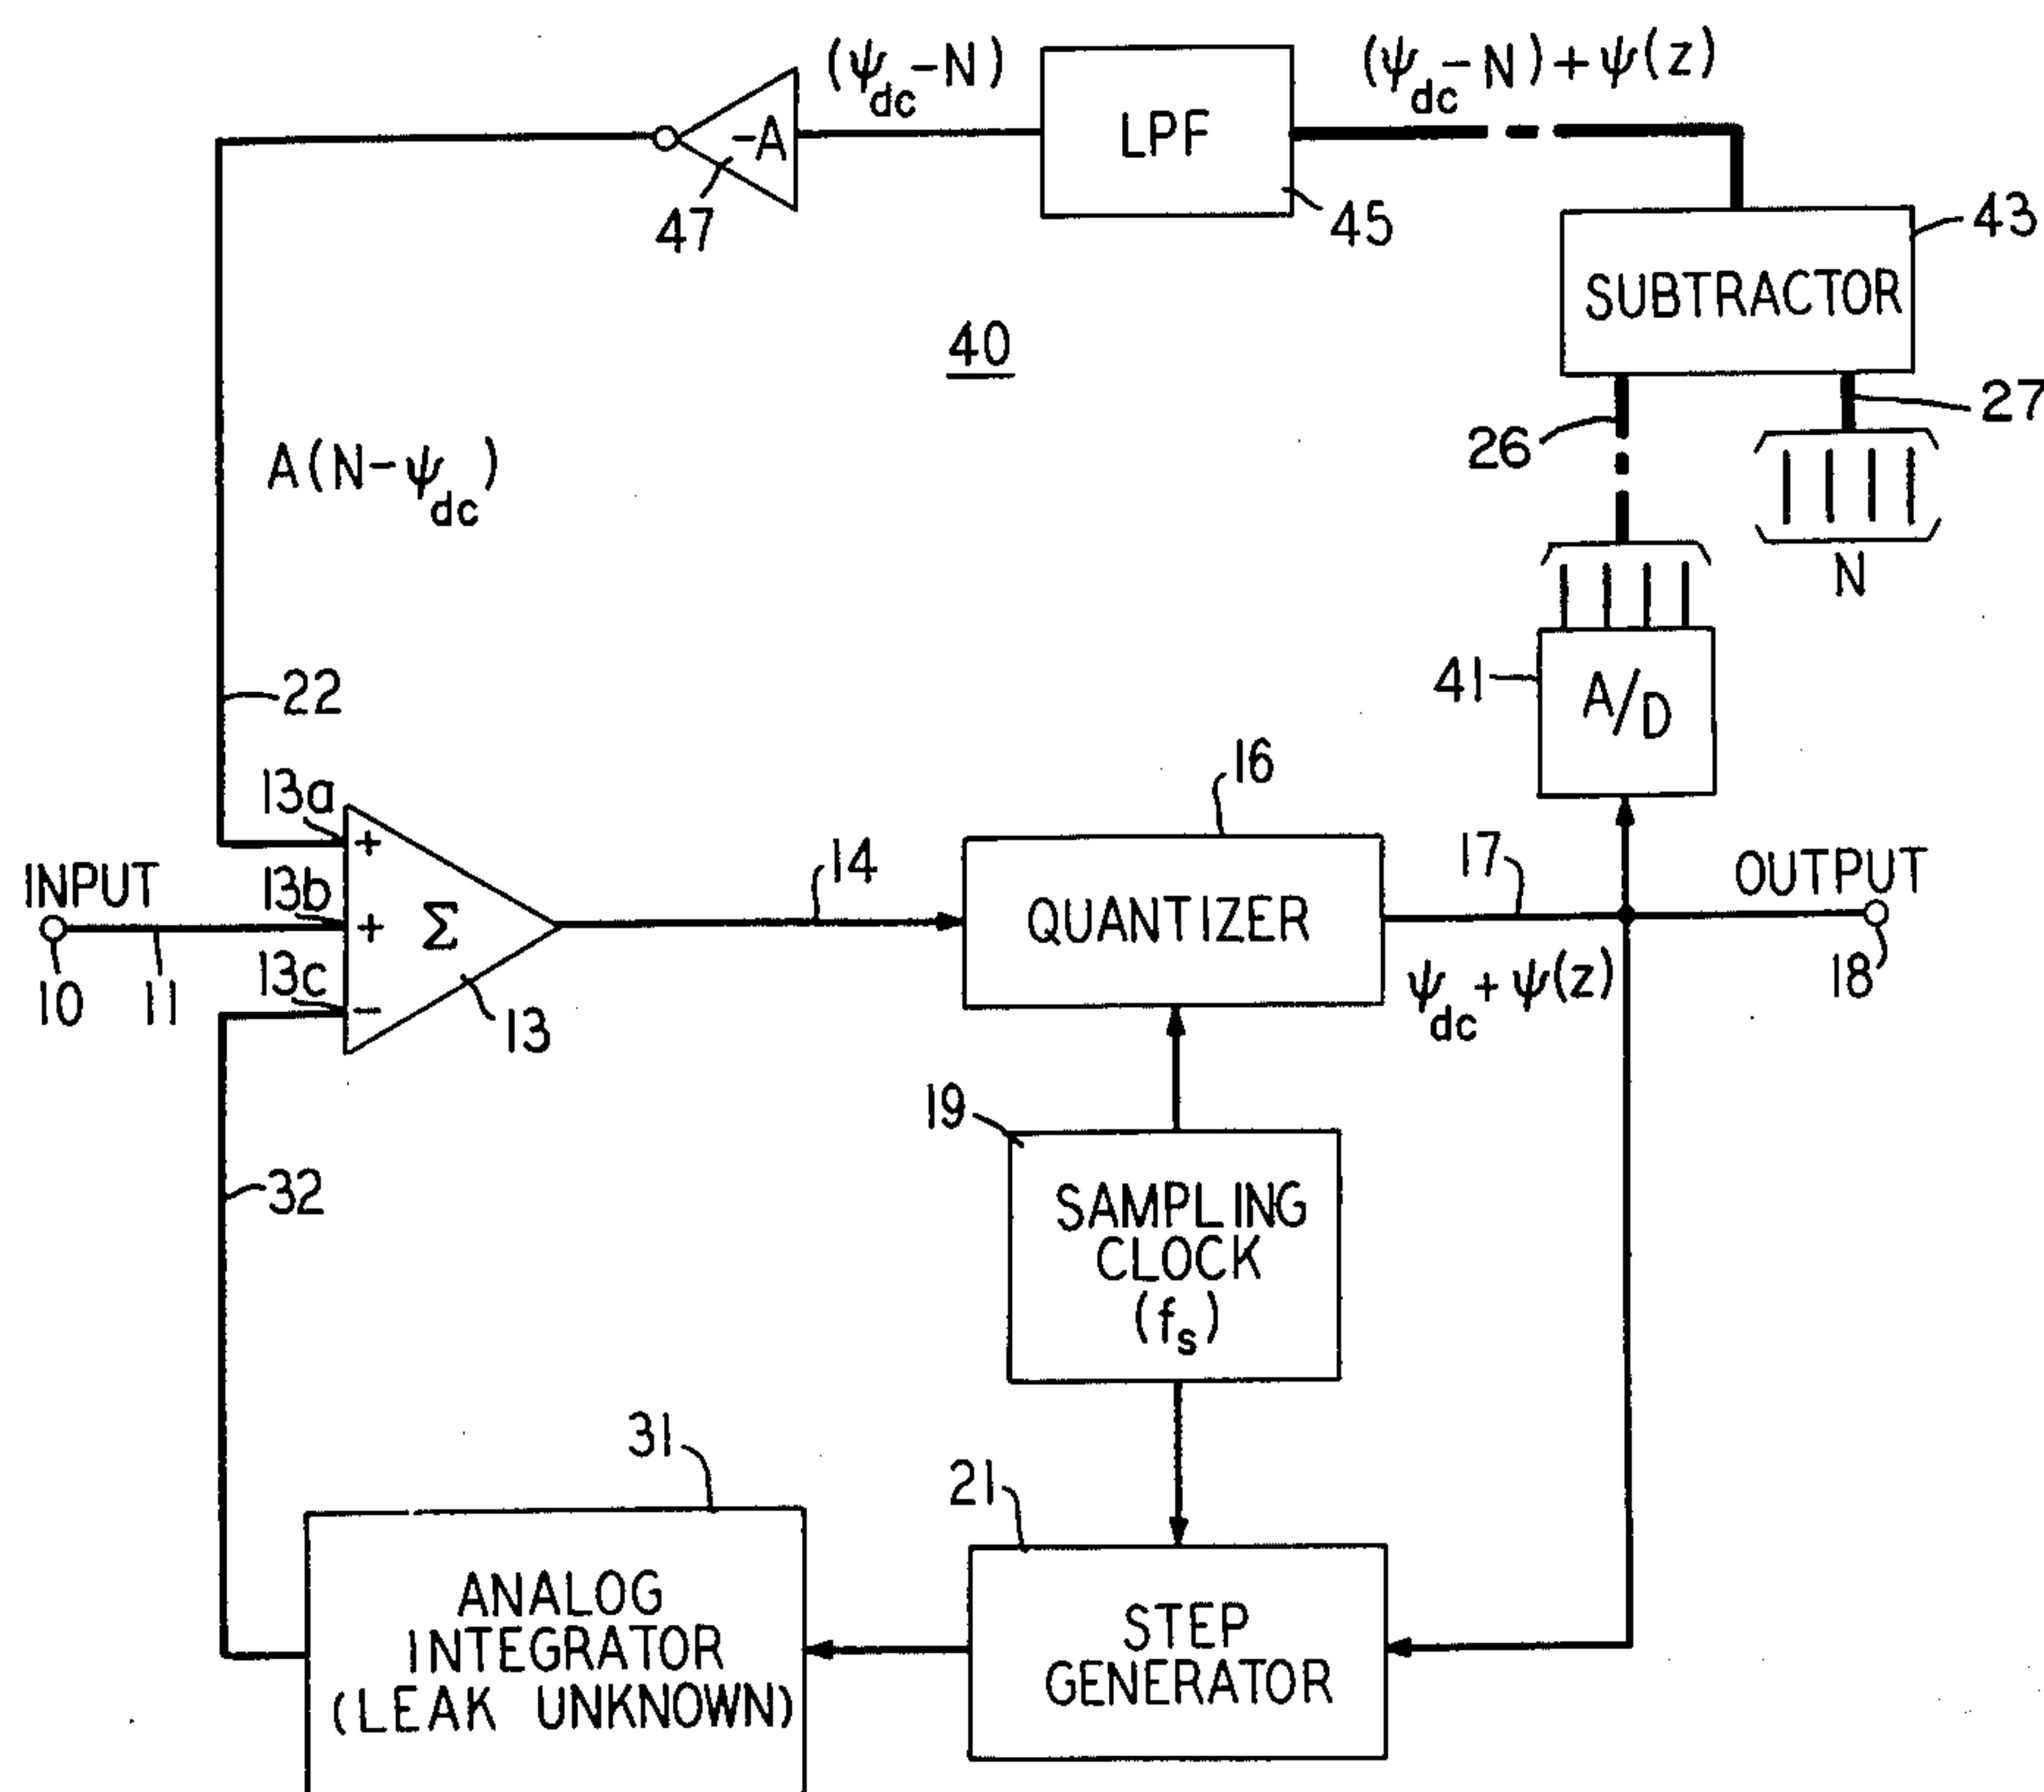 (ψdc-N)
(ψdc-N)+ψ(z)
-A
LPF
47
45
43
SUBTRACTOR
40
26
27
A(N-ψdc)
N
41
A/D
22
16
13a
+
INPUT
13b
+
Σ
14
QUANTIZER
17
OUTPUT
13c
-
10
11
13
ψdc+ψ(z)
18
19
SAMPLING
CLOCK
(fs)
32
31
21
ANALOG
INTEGRATOR
(LEAK UNKNOWN)
STEP
GENERATOR